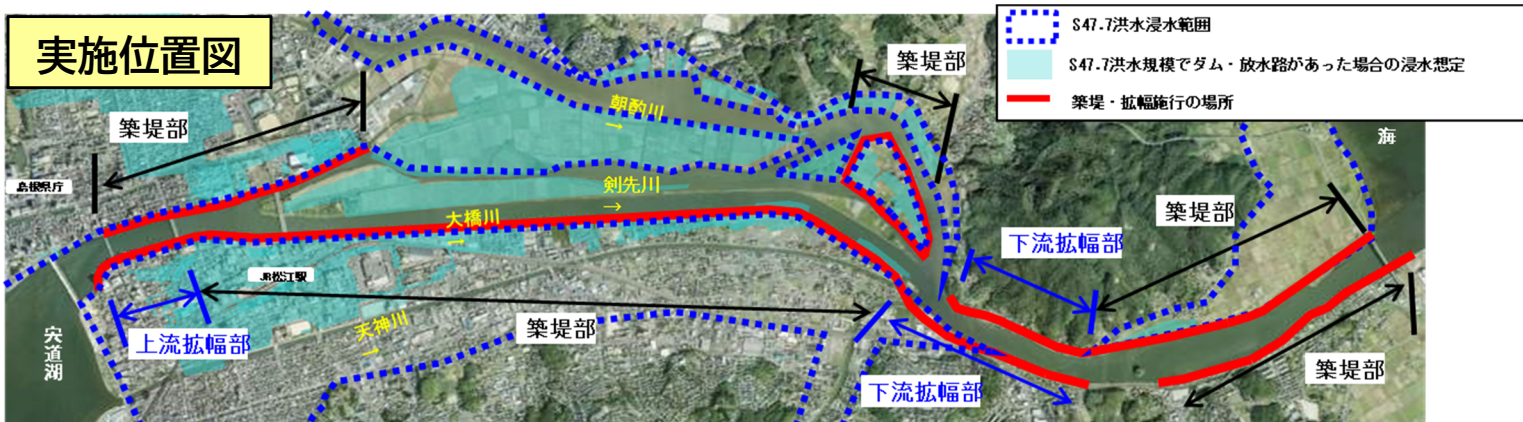 実施位置図
S47.7洪水浸水範囲
S47.7洪水規模でダム・放水路があった場合の浸水想定
築堤・拡幅施行の場所
築堤部
築堤部
朝酌川
→
海
島根県庁
剣先川
→
大橋川
→
築堤部
下流拡幅部
JR松江駅
上流拡幅部
天神川
→
築堤部
宍道湖
下流拡幅部
築堤部